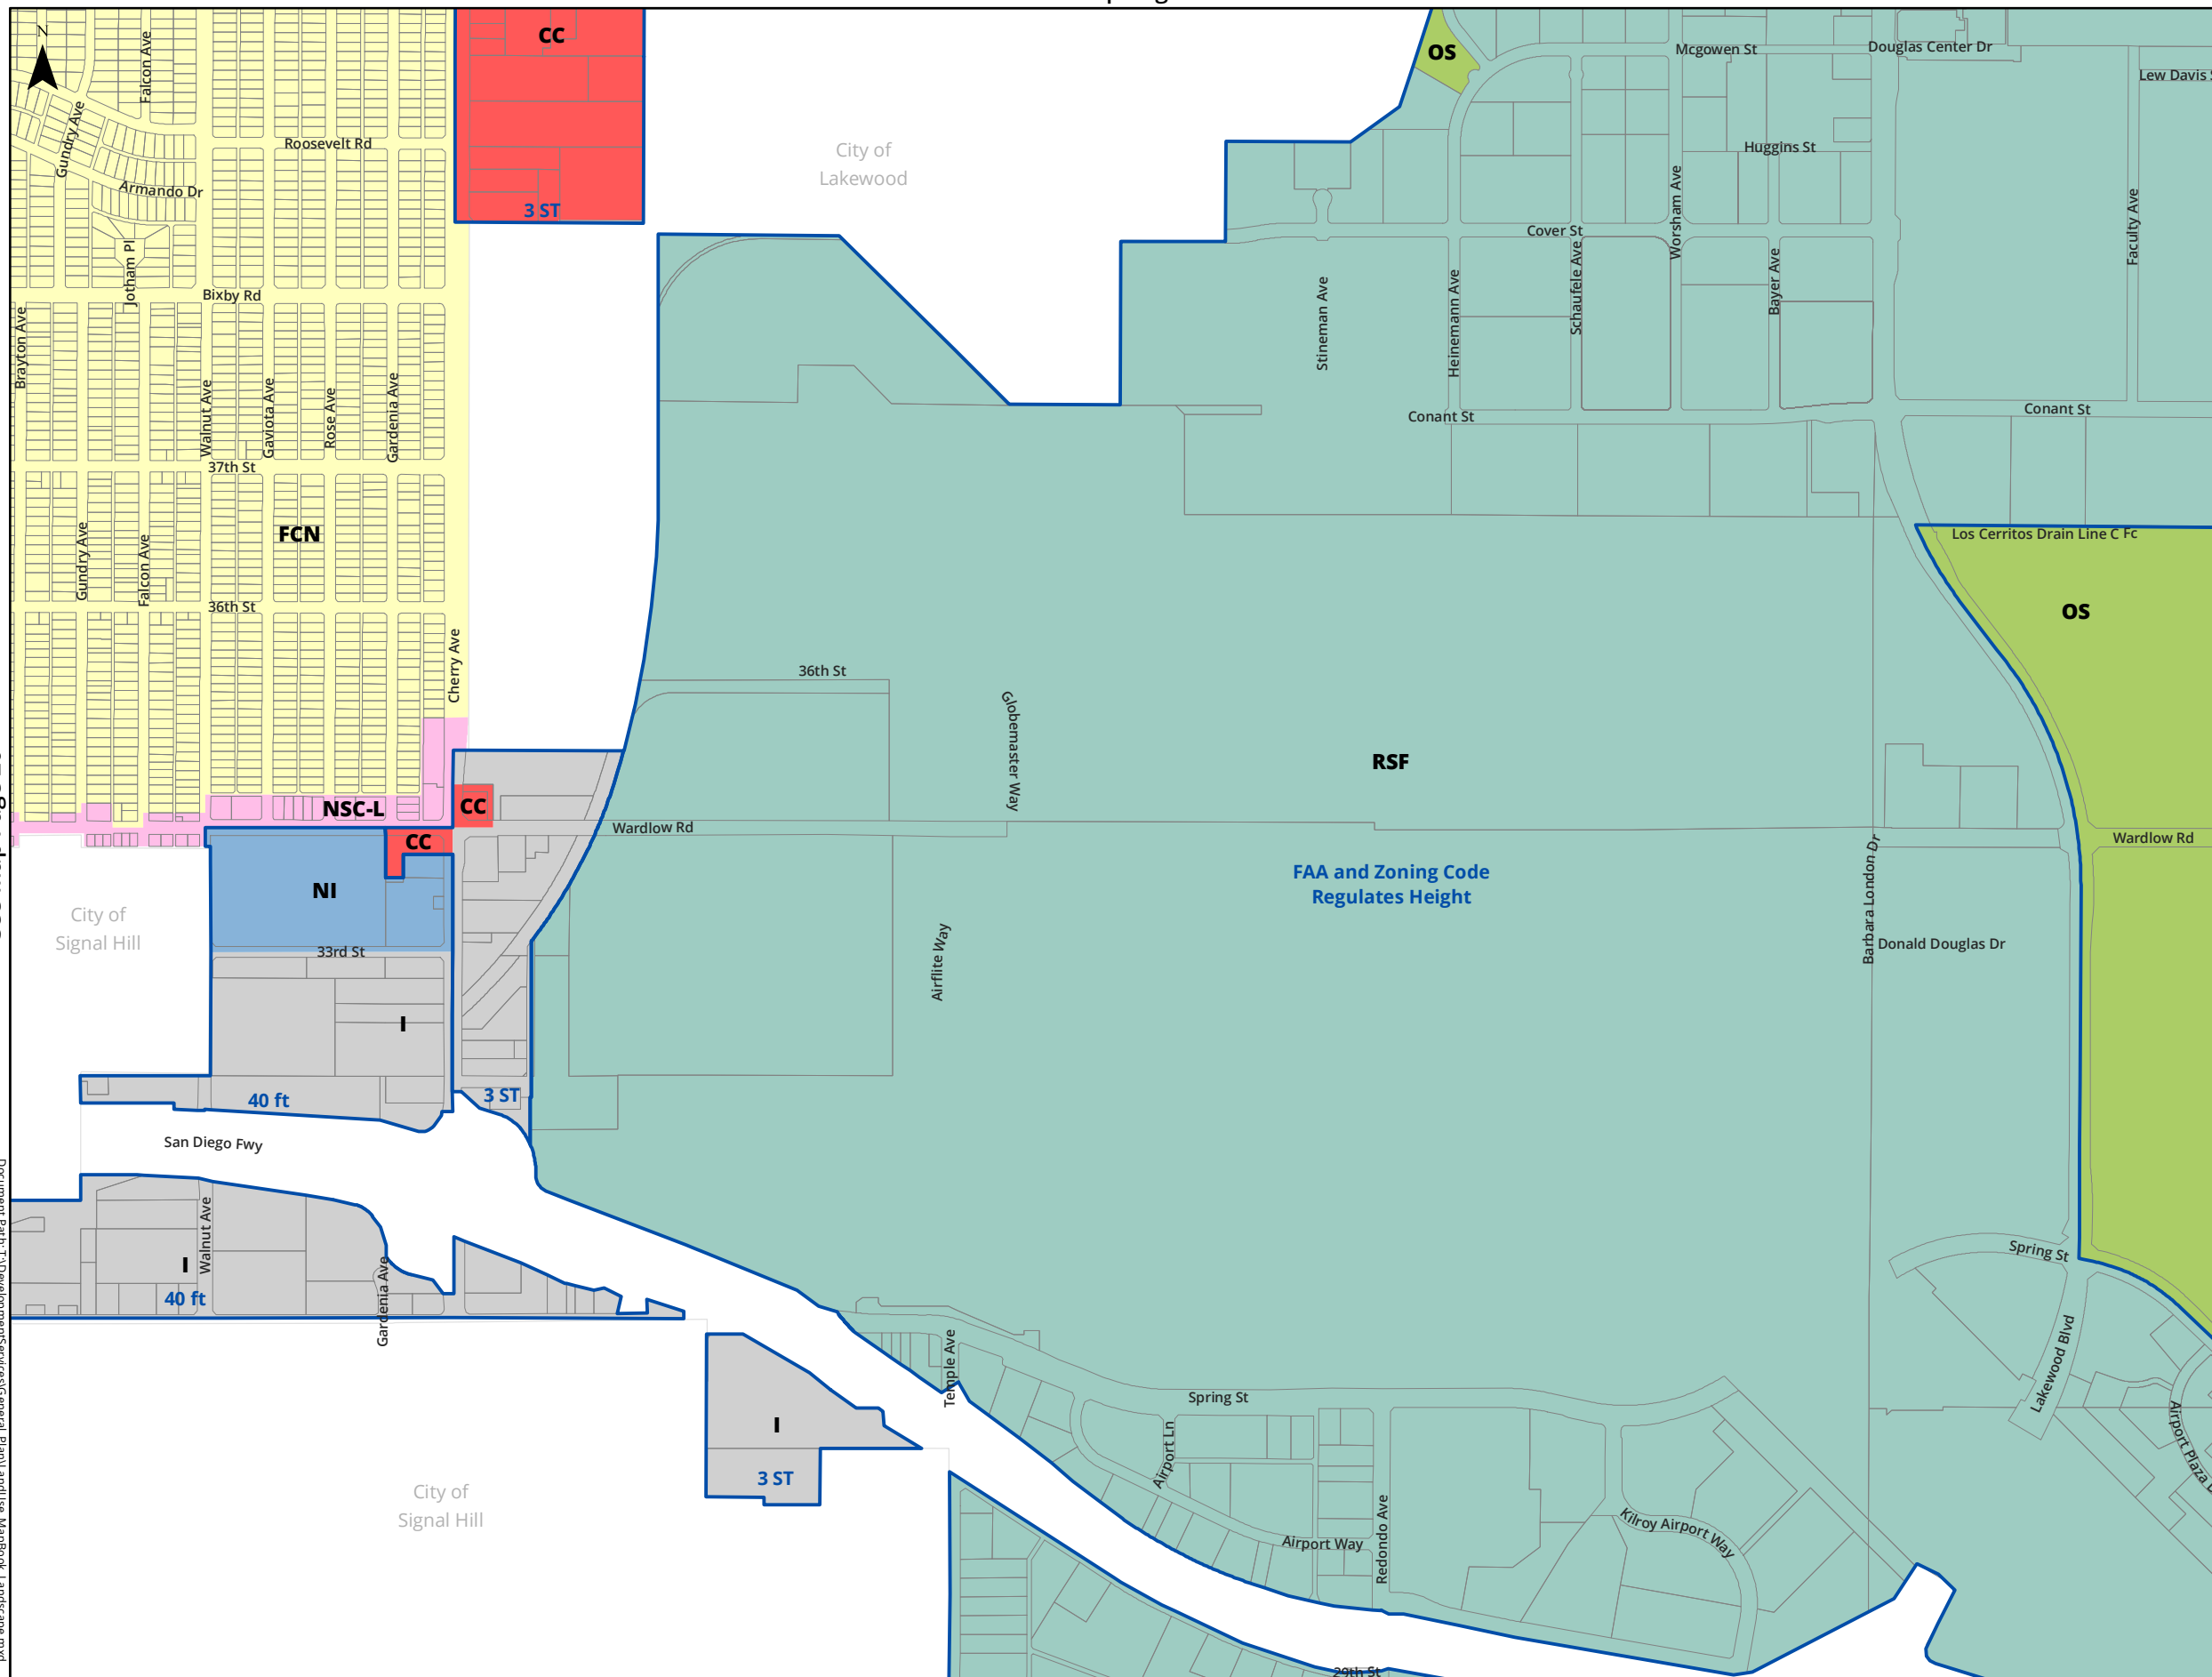 CC
OS
Mcgowen St
Douglas Center Dr
Lew Davis
N
Falcon Ave
Gundry Ave
Roosevelt Rd
Armando Dr
City of
Lakewood
Huggins St
3 ST
Worsham Ave
Faculty Ave
Cover St
Jotham Pl
Bixby Rd
Schaufele Ave
Bayer Ave
Stineman Ave
Heinemann Ave
Brayton Ave
Walnut Ave
Gaviota Ave
Rose Ave
Gardenia Ave
Conant St
Conant St
37th St
FCN
Gundry Ave
Falcon Ave
Los Cerritos Drain Line C Fc
36th St
OS
Cherry Ave
36th St
Globemaster Way
RSF
NSC-L
CC
CC
Wardlow Rd
Wardlow Rd
FAA and Zoning Code
Regulates Height
NI
City of
Signal Hill
33rd St
Airflite Way
Barbara London Dr
Donald Douglas Dr
I
40 ft
3 ST
San Diego Fwy
Walnut Ave
I
40 ft
Gardenia Ave
Spring St
Temple Ave
Lakewood Blvd
Spring St
I
3 ST
Airport Ln
Airport Plaza
City of
Signal Hill
Redondo Ave
Kilroy Airport Way
Airport Way
29th St